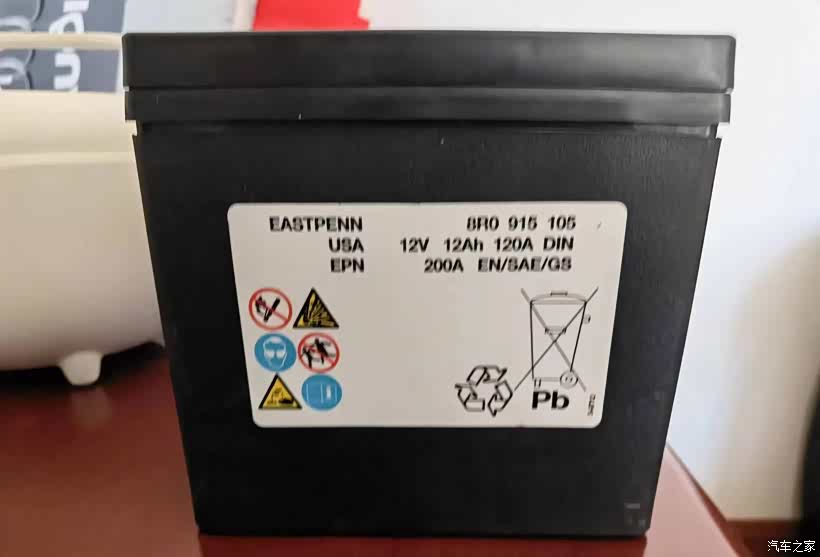 EASTPENN 8R0 915 105
USA 12V 12Ah 120A DIN
EPN 200A EN/SAE/GS
Pb
汽车之家